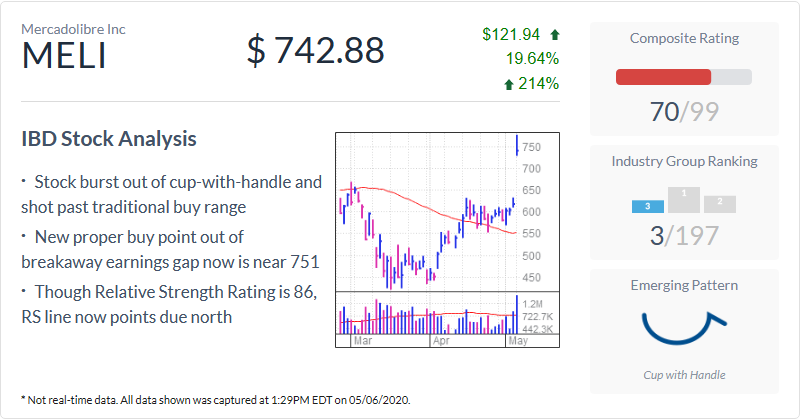 Mercadolibre Inc
MELI
$ 742.88
$121.94
19.64%
214%
IBD Stock Analysis
· Stock burst out of cup-with-handle and
shot past traditional buy range
· New proper buy point out of
breakaway earnings gap now is near 751
· Though Relative Strength Rating is 86,
RS line now points due north
750
700
650
600
550
500
450
1.2M
722.7K
442.3K
Mar Apr May
Composite Rating
70/99
Industry Group Ranking
3 1 2
3/197
Emerging Pattern
Cup with Handle
* Not real-time data. All data shown was captured at 1:29PM EDT on 05/06/2020.